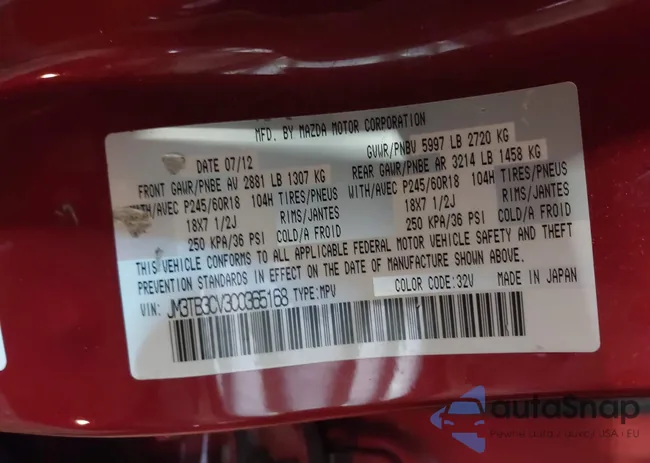 MFD. BY MAZDA MOTOR CORPORATION
DATE 07/12 GVWR/PNBV 5997 LB 2720 KG
FRONT GAWR/PNBE AV 2881 LB 1307 KG REAR GAWR/PNBE AR 3214 LB 1458 KG
WITH/AVEC P245/60R18 104H TIRES/PNEUS WITH/AVEC P245/60R18 104H TIRES/PNEUS
18X7 1/2J RIMS/JANTES 18X7 1/2J RIMS/JANTES
250 KPA/36 PSI COLD/A FROID 250 KPA/36 PSI COLD/A FROID
THIS VEHICLE CONFORMS TO ALL APPLICABLE FEDERAL MOTOR VEHICLE SAFETY AND THEFT
PREVENTION STANDARDS IN EFFECT ON THE DATE OF MANUFACTURE SHOWN ABOVE.
VIN: JM3TB3CV3C0365168 TYPE:MPV COLOR CODE:32V MADE IN JAPAN
autoSnap
USA | EU